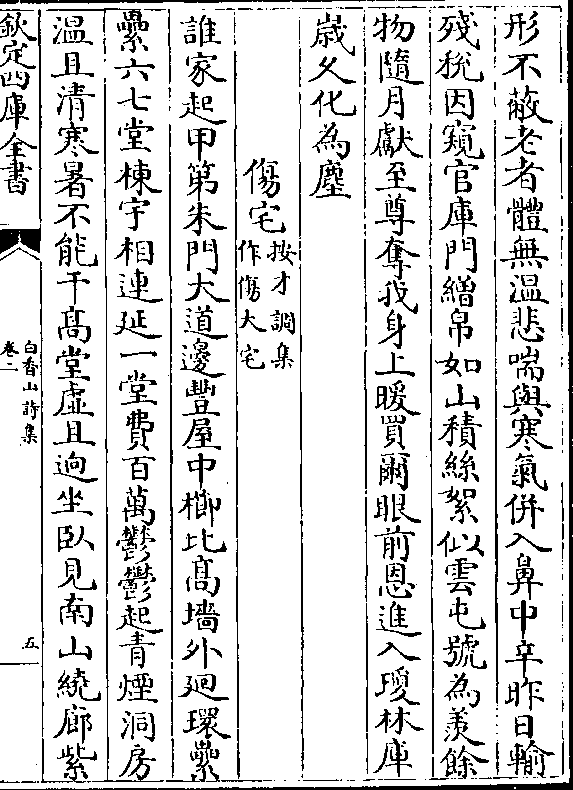 形不蔽老者體無温悲喘與寒氣併入鼻中辛昨日輸
殘稅因窺官庫門繒帛如山積絲絮似雲屯號為羨餘
物隨月獻至尊奪我身上暖買爾眼前恩進入瓊林庫
嵗久化為塵
傷宅按才調集作傷大宅
誰家起甲第朱門大道邊豐屋中櫛比髙墻外廻環纍
纍六七堂棟宇相連延一堂費百萬鬱鬱起青煙洞房
温且清寒暑不能干髙堂虛且逈坐臥見南山繞廊紫
欽定四庫全書
白香山詩集
卷二
五